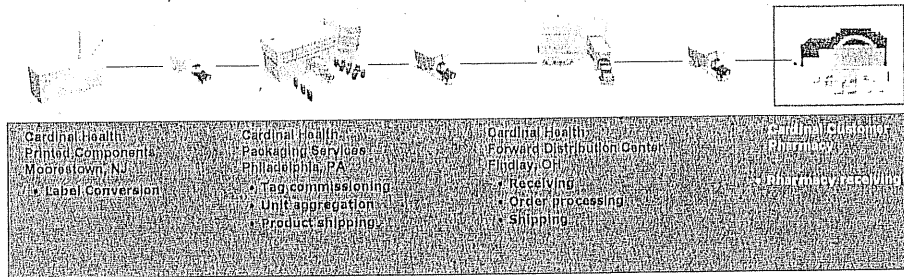 Cardinal Health
Printed Components
Moorestown, NJ
• Label Conversion
Cardinal Health
Packaging Services
Philadelphia, PA
• Tag commissioning
• Unit aggregation
• Product shipping
Cardinal Health
Forward Distribution Center
Findlay, OH
• Receiving
• Order processing
• Shipping
Cardinal Customer-
Pharmacy
• Pharmacy receiving